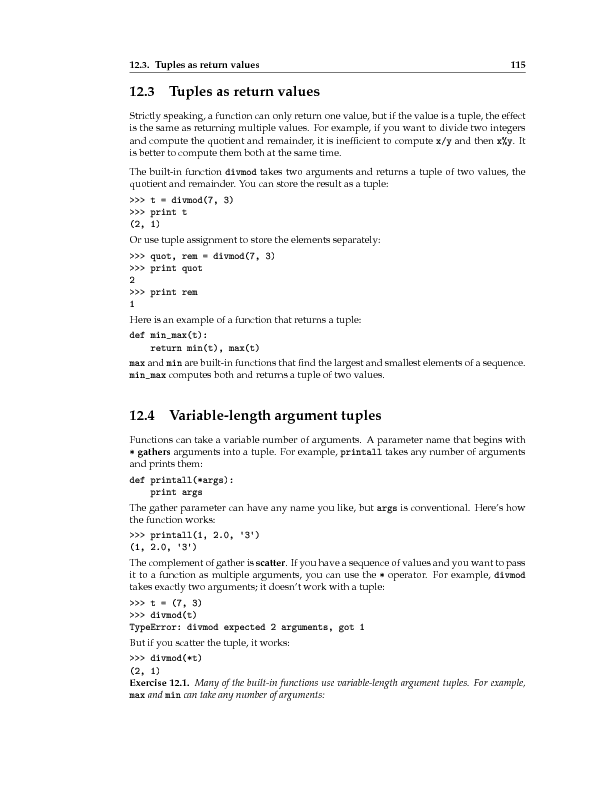 12.3. Tuples as return values 115
12.3 Tuples as return values
Strictly speaking, a function can only return one value, but if the value is a tuple, the effect
is the same as returning multiple values. For example, if you want to divide two integers
and compute the quotient and remainder, it is inefficient to compute x/y and then x%y. It
is better to compute them both at the same time.
The built-in function divmod takes two arguments and returns a tuple of two values, the
quotient and remainder. You can store the result as a tuple:
>>> t = divmod(7, 3)
>>> print t
(2, 1)
Or use tuple assignment to store the elements separately:
>>> quot, rem = divmod(7, 3)
>>> print quot
2
>>> print rem
1
Here is an example of a function that returns a tuple:
def min_max(t):
    return min(t), max(t)
max and min are built-in functions that find the largest and smallest elements of a sequence.
min_max computes both and returns a tuple of two values.
12.4 Variable-length argument tuples
Functions can take a variable number of arguments. A parameter name that begins with
* gathers arguments into a tuple. For example, printall takes any number of arguments
and prints them:
def printall(*args):
    print args
The gather parameter can have any name you like, but args is conventional. Here's how
the function works:
>>> printall(1, 2.0, '3')
(1, 2.0, '3')
The complement of gather is scatter. If you have a sequence of values and you want to pass
it to a function as multiple arguments, you can use the * operator. For example, divmod
takes exactly two arguments; it doesn't work with a tuple:
>>> t = (7, 3)
>>> divmod(t)
TypeError: divmod expected 2 arguments, got 1
But if you scatter the tuple, it works:
>>> divmod(*t)
(2, 1)
Exercise 12.1. Many of the built-in functions use variable-length argument tuples. For example,
max and min can take any number of arguments: